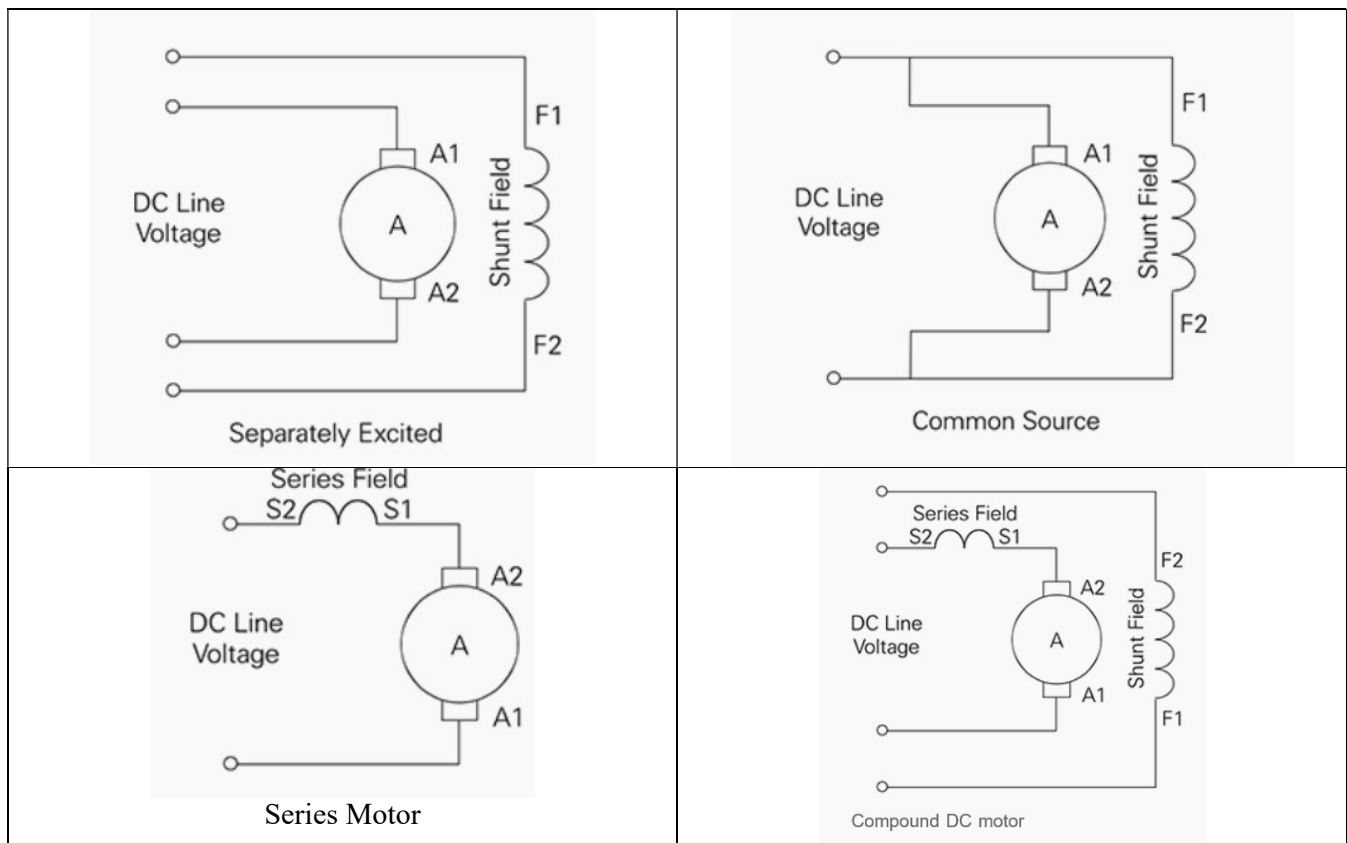 F1
A1
DC Line
Voltage
A
Shunt Field
A2
F2
Separately Excited
F1
A1
DC Line
Voltage
A
Shunt Field
A2
F2
Common Source
Series Field
S2 S1
A2
DC Line
Voltage
A
A1
Series Motor
Series Field
S2 S1
F2
A2
DC Line
Voltage
A
Shunt Field
A1
F1
Compound DC motor